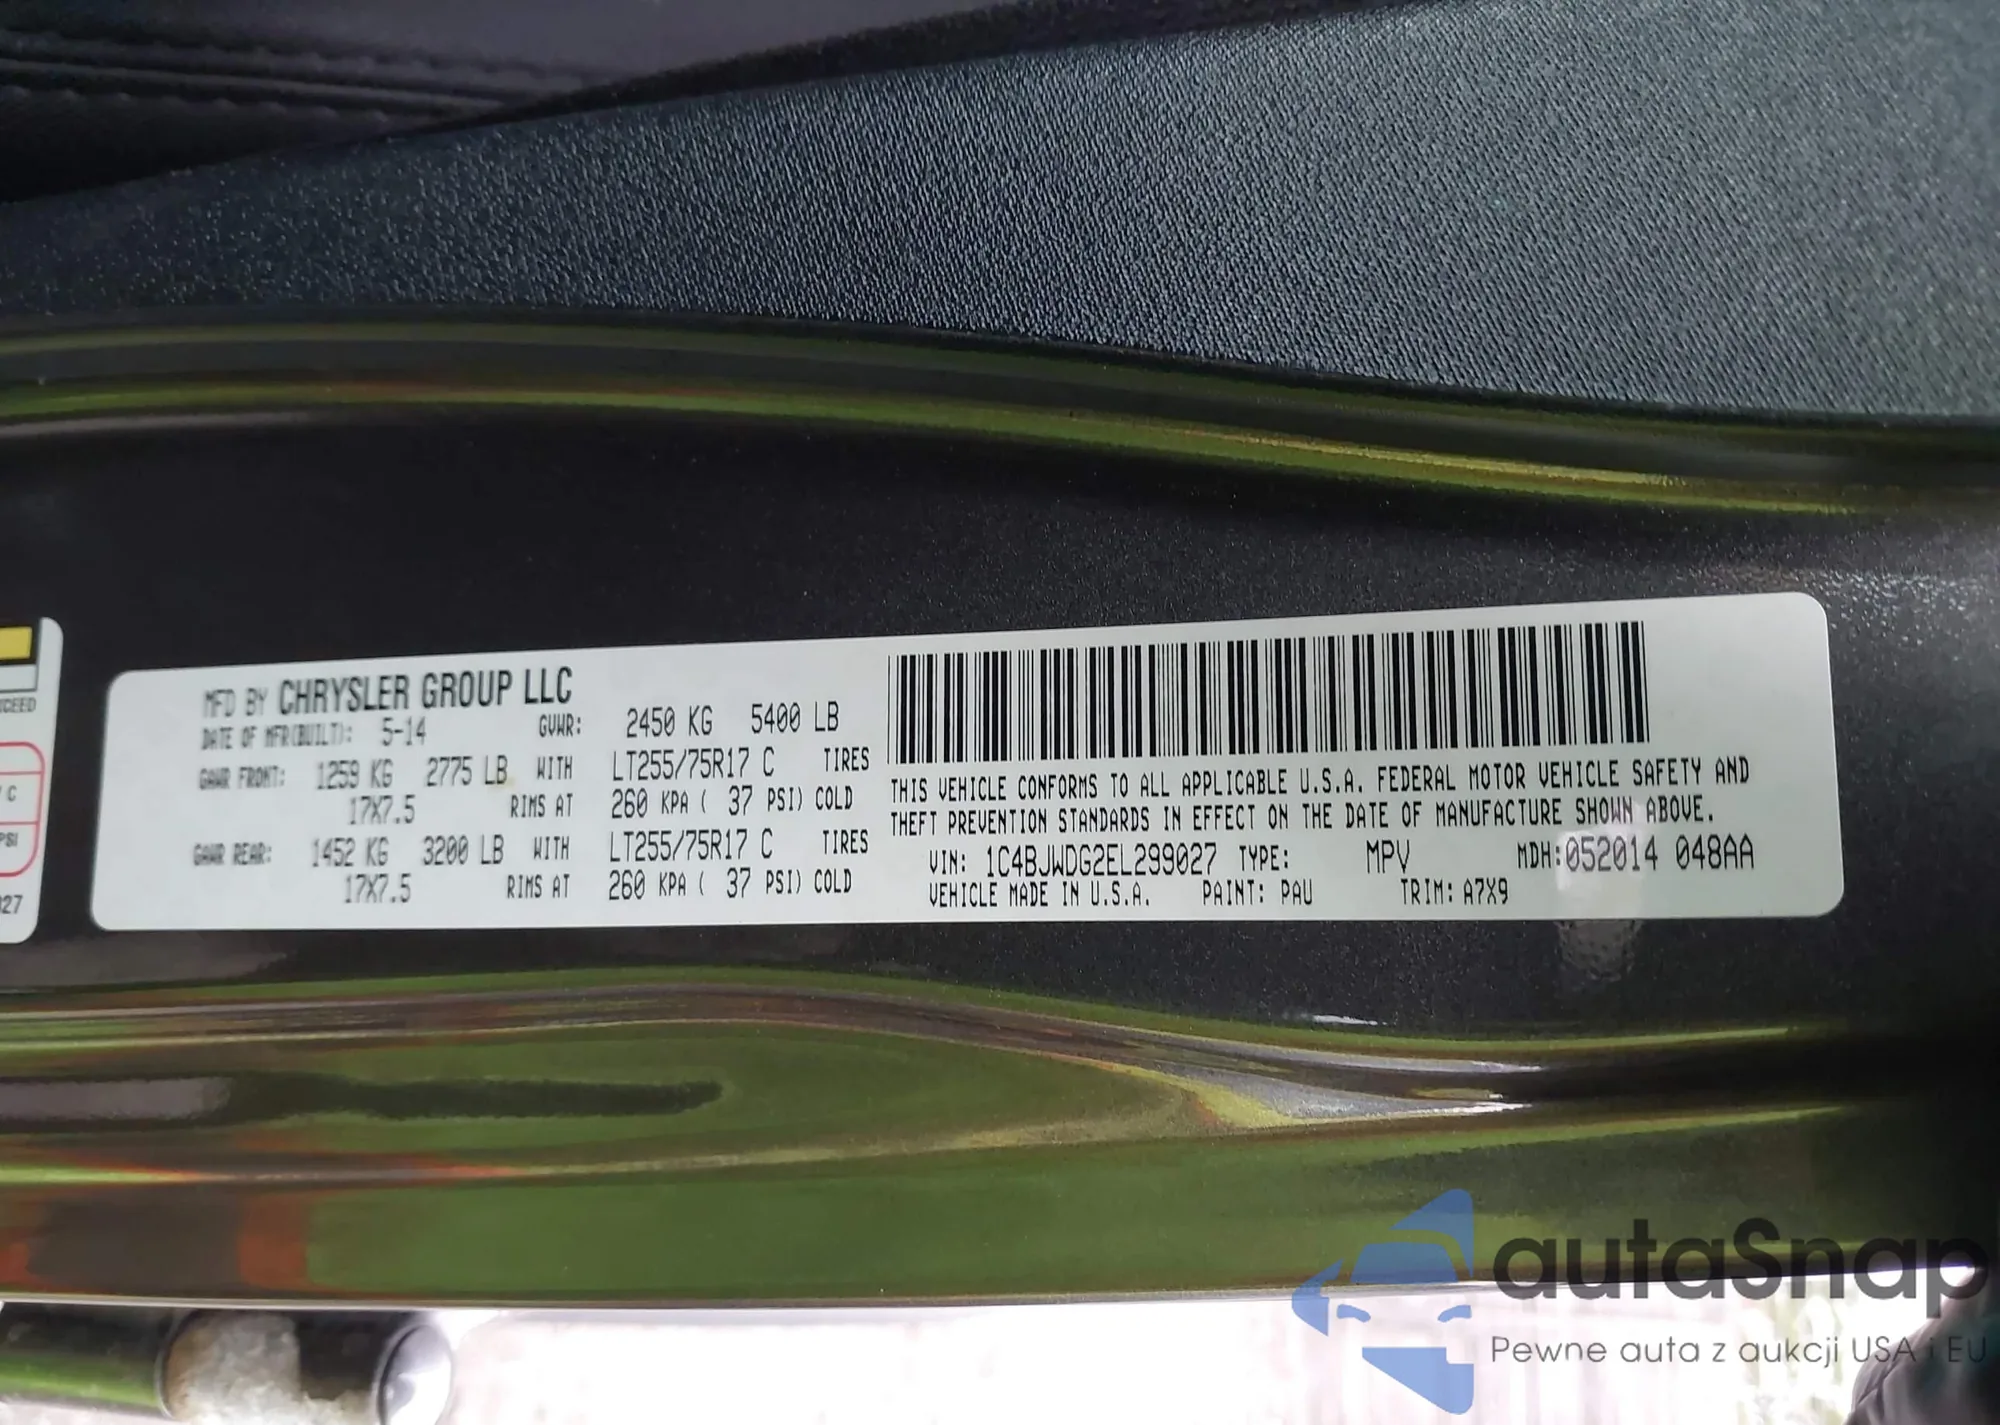 CEED
C
PSI
27
MFD BY CHRYSLER GROUP LLC
DATE OF MFR(BUILT): 5-14 GVWR: 2450 KG 5400 LB
GAWR FRONT: 1259 KG 2775 LB WITH LT255/75R17 C TIRES
17X7.5 RIMS AT 260 KPA ( 37 PSI) COLD
GAWR REAR: 1452 KG 3200 LB WITH LT255/75R17 C TIRES
17X7.5 RIMS AT 260 KPA ( 37 PSI) COLD
THIS VEHICLE CONFORMS TO ALL APPLICABLE U.S.A. FEDERAL MOTOR VEHICLE SAFETY AND
THEFT PREVENTION STANDARDS IN EFFECT ON THE DATE OF MANUFACTURE SHOWN ABOVE.
VIN: 1C4BJWDG2EL299027 TYPE: MPV MDH:052014 048AA
VEHICLE MADE IN U.S.A. PAINT: PAU TRIM: A7X9
autaSnap
Pewne auta z aukcji USA i EU